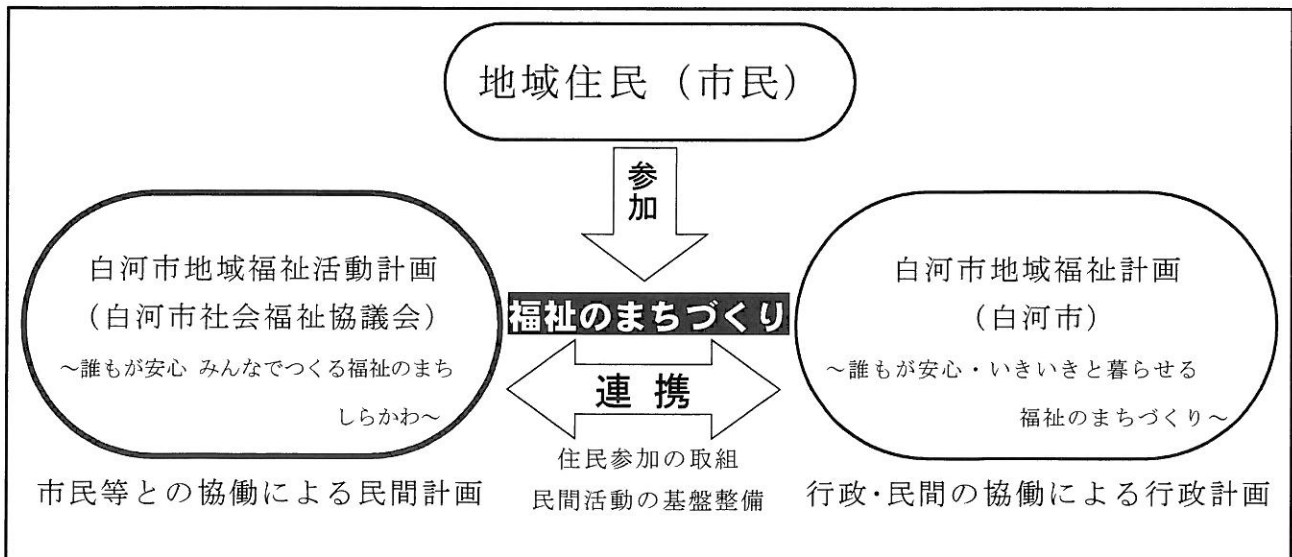 地域住民（市民）
参加
白河市地域福祉活動計画
（白河市社会福祉協議会）
～誰もが安心 みんなでつくる福祉のまち
しらかわ～
市民等との協働による民間計画
福祉のまちづくり
連携
住民参加の取組
民間活動の基盤整備
白河市地域福祉計画
（白河市）
～誰もが安心・いきいきと暮らせる
福祉のまちづくり～
行政・民間の協働による行政計画